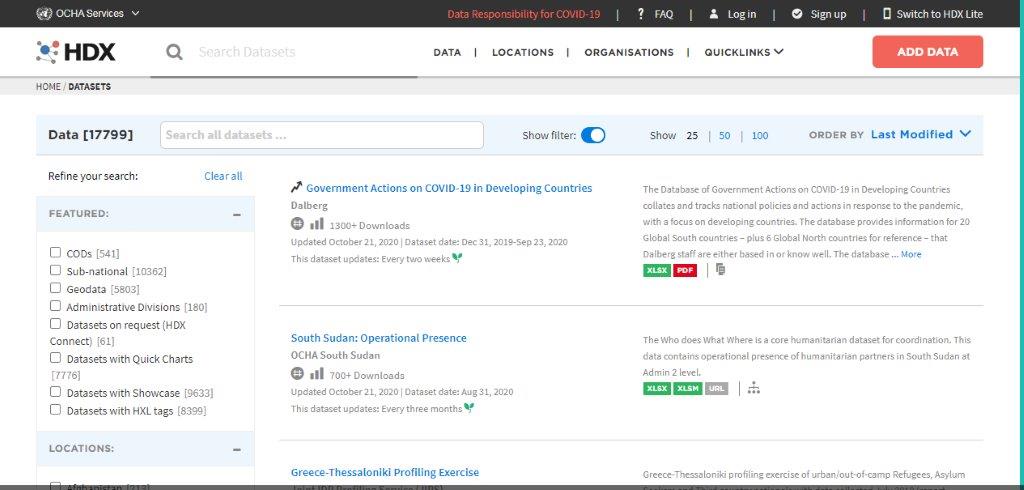 OCHA Services
Data Responsibility for COVID-19 | ? FAQ | Log in | Sign up | Switch to HDX Lite
HDX
Search Datasets
DATA | LOCATIONS | ORGANISATIONS | QUICKLINKS
ADD DATA
HOME / DATASETS
Data [17799]
Search all datasets ...
Show filter:
Show 25 | 50 | 100
ORDER BY Last Modified
Refine your search:
Clear all
FEATURED: –
CODs [541]
Sub-national [10362]
Geodata [5803]
Administrative Divisions [180]
Datasets on request (HDX
Connect) [61]
Datasets with Quick Charts
[7776]
Datasets with Showcase [9633]
Datasets with HXL tags [8399]
LOCATIONS: –
Afghanistan
Government Actions on COVID-19 in Developing Countries
Dalberg
1300+ Downloads
Updated October 21, 2020 | Dataset date: Dec 31, 2019-Sep 23, 2020
This dataset updates: Every two weeks
The Database of Government Actions on COVID-19 in Developing Countries
collates and tracks national policies and actions in response to the pandemic,
with a focus on developing countries. The database provides information for 20
Global South countries – plus 6 Global North countries for reference – that
Dalberg staff are either based in or know well. The database ... More
XLSX PDF
South Sudan: Operational Presence
OCHA South Sudan
700+ Downloads
Updated October 21, 2020 | Dataset date: Aug 31, 2020
This dataset updates: Every three months
The Who does What Where is a core humanitarian dataset for coordination. This
data contains operational presence of humanitarian partners in South Sudan at
Admin 2 level.
XLSX XLSM URL
Greece-Thessaloniki Profiling Exercise
Greece-Thessaloniki profiling exercise of urban/out-of-camp Refugees, Asylum